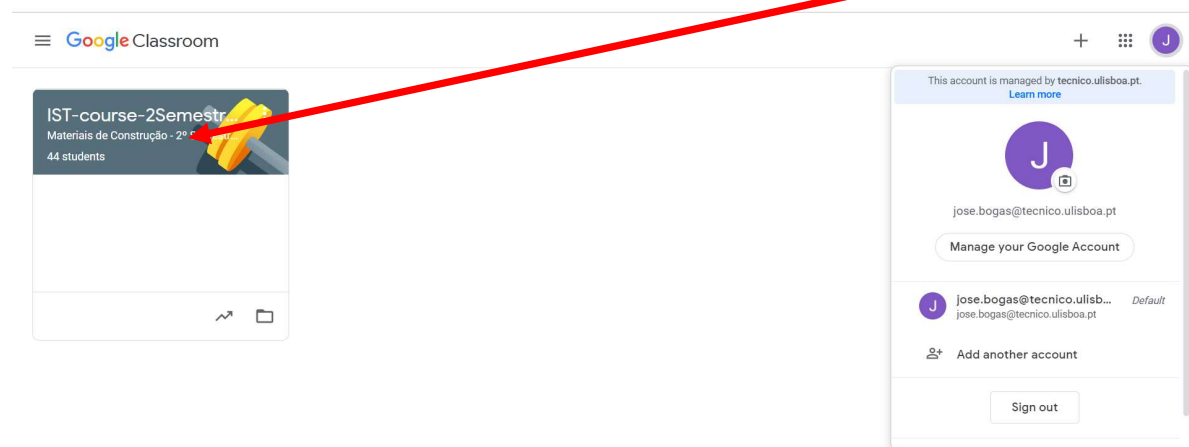 Google Classroom
J
This account is managed by tecnico.ulisboa.pt.
Learn more
IST-course-2Semestr...
Materiais de Construção - 2º
44 students
J
jose.bogas@tecnico.ulisboa.pt
Manage your Google Account
J
jose.bogas@tecnico.ulisb...
Default
jose.bogas@tecnico.ulisboa.pt
Add another account
Sign out